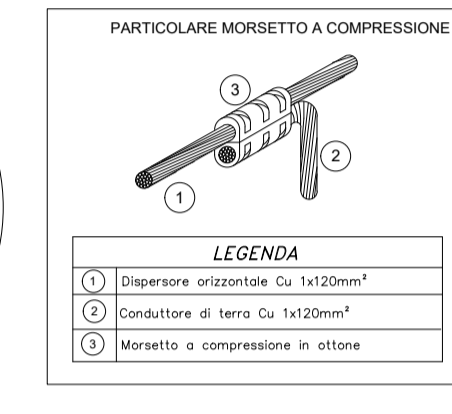 PARTICOLARE MORSETTO A COMPRESSIONE
3
2
1
LEGENDA
1 Dispersore orizzontale Cu 1x120mm²
2 Conduttore di terra Cu 1x120mm²
3 Morsetto a compressione in ottone